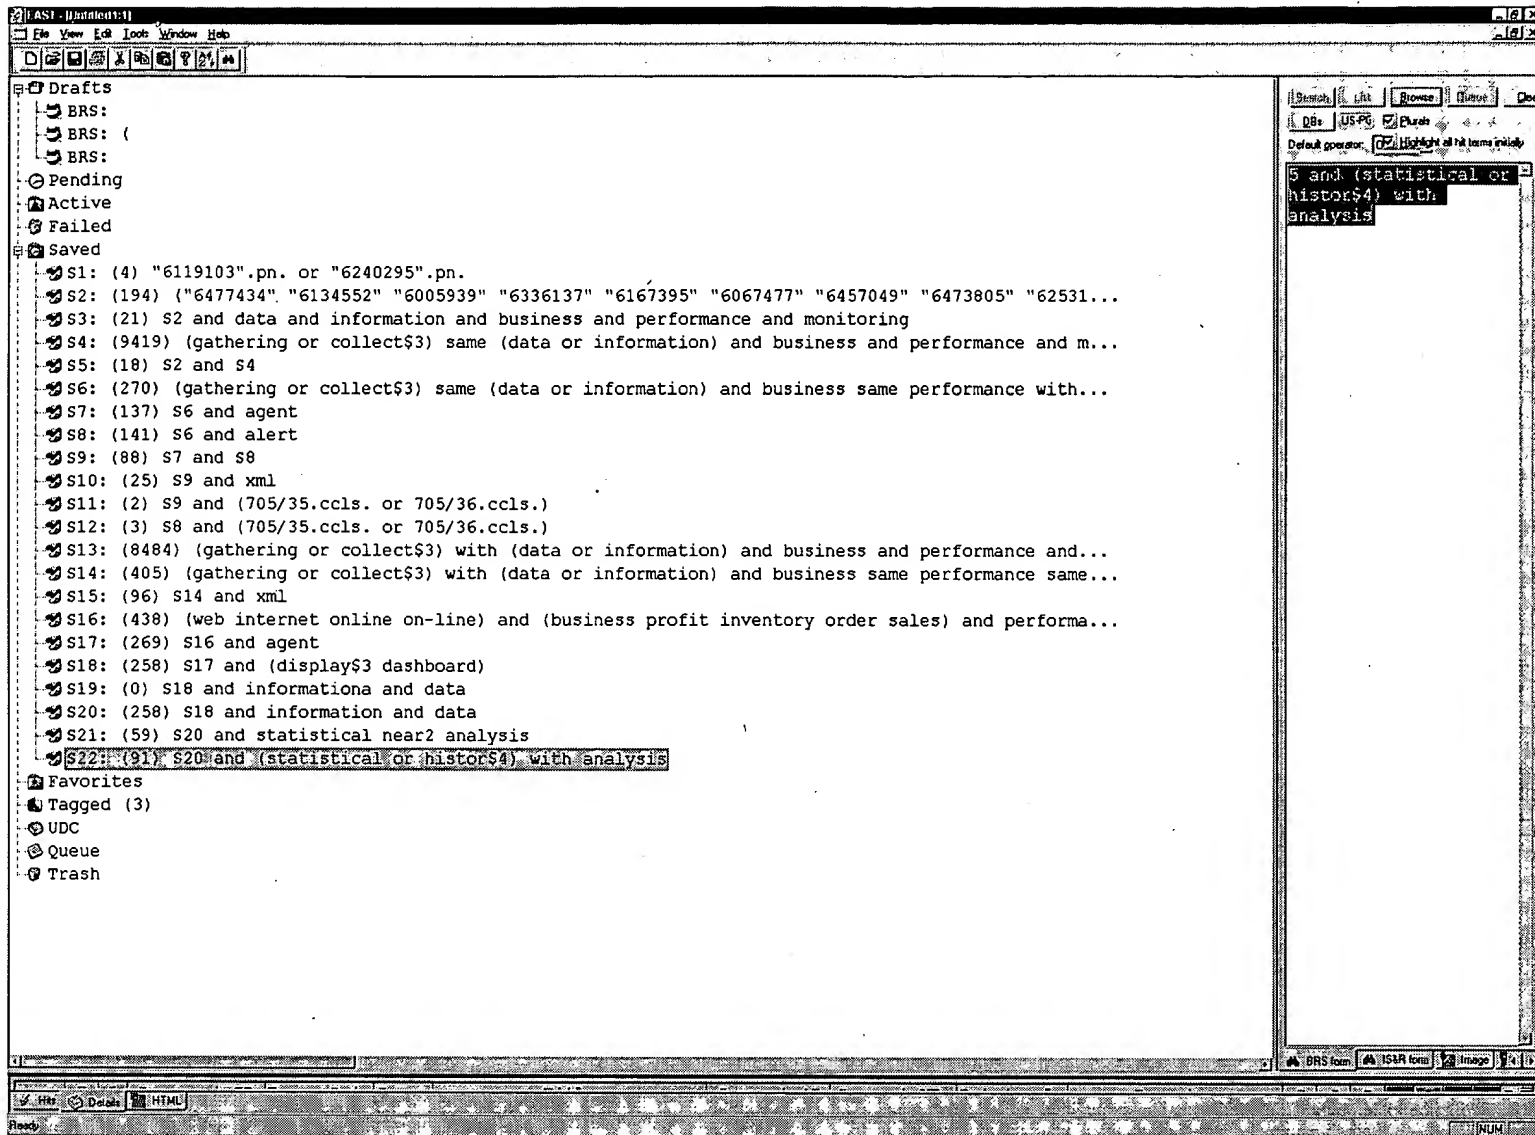 EAST - [Untitled1:1]
File View Edit Tools Window Help
Drafts
BRS:
BRS: (
BRS:
Pending
Active
Failed
Saved
S1: (4) "6119103".pn. or "6240295".pn.
S2: (194) ("6477434" "6134552" "6005939" "6336137" "6167395" "6067477" "6457049" "6473805" "62531...
S3: (21) S2 and data and information and business and performance and monitoring
S4: (9419) (gathering or collect$3) same (data or information) and business and performance and m...
S5: (18) S2 and S4
S6: (270) (gathering or collect$3) same (data or information) and business same performance with...
S7: (137) S6 and agent
S8: (141) S6 and alert
S9: (88) S7 and S8
S10: (25) S9 and xml
S11: (2) S9 and (705/35.ccls. or 705/36.ccls.)
S12: (3) S8 and (705/35.ccls. or 705/36.ccls.)
S13: (8484) (gathering or collect$3) with (data or information) and business and performance and...
S14: (405) (gathering or collect$3) with (data or information) and business same performance same...
S15: (96) S14 and xml
S16: (438) (web internet online on-line) and (business profit inventory order sales) and performa...
S17: (269) S16 and agent
S18: (258) S17 and (display$3 dashboard)
S19: (0) S18 and informationa and data
S20: (258) S18 and information and data
S21: (59) S20 and statistical near2 analysis
S22: (91) S20 and (statistical or histor$4) with analysis
Favorites
Tagged (3)
UDC
Queue
Trash
Search List Browse Queue
DBs US-PG Plurals
Default operator: OR Highlight all hit terms initially
5 and (statistical or
histor$4) with
analysis
BRS form IS&R form Image
Hits Details HTML
Ready NUM